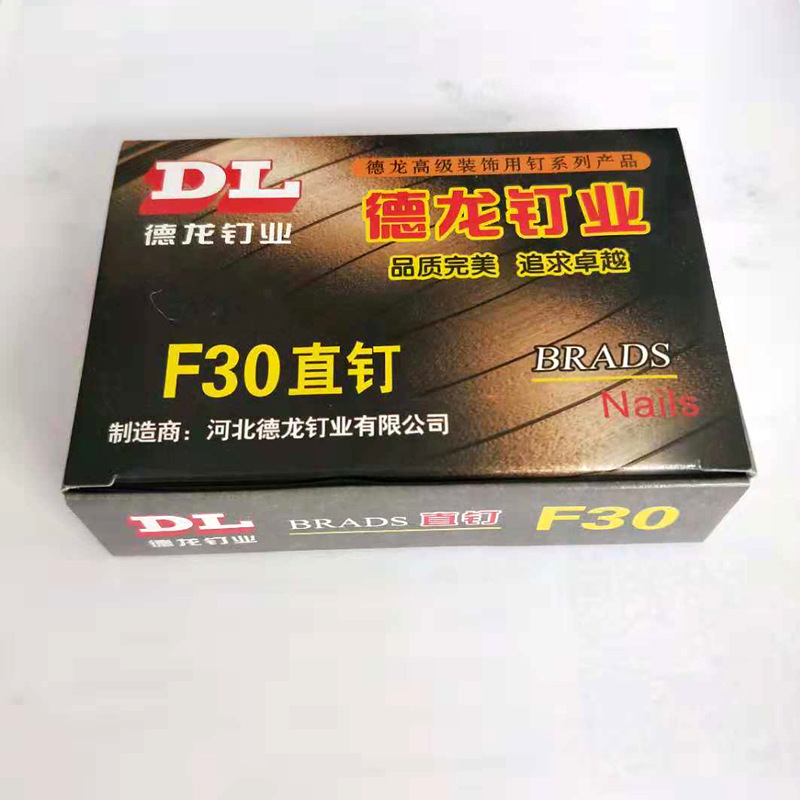 DL
德龙钉业
德龙高级装饰用钉系列产品
德龙钉业
品质完美 追求卓越
F30直钉
BRADS
Nails
制造商：河北德龙钉业有限公司
DL
德龙钉业
BRADS 直钉 F30